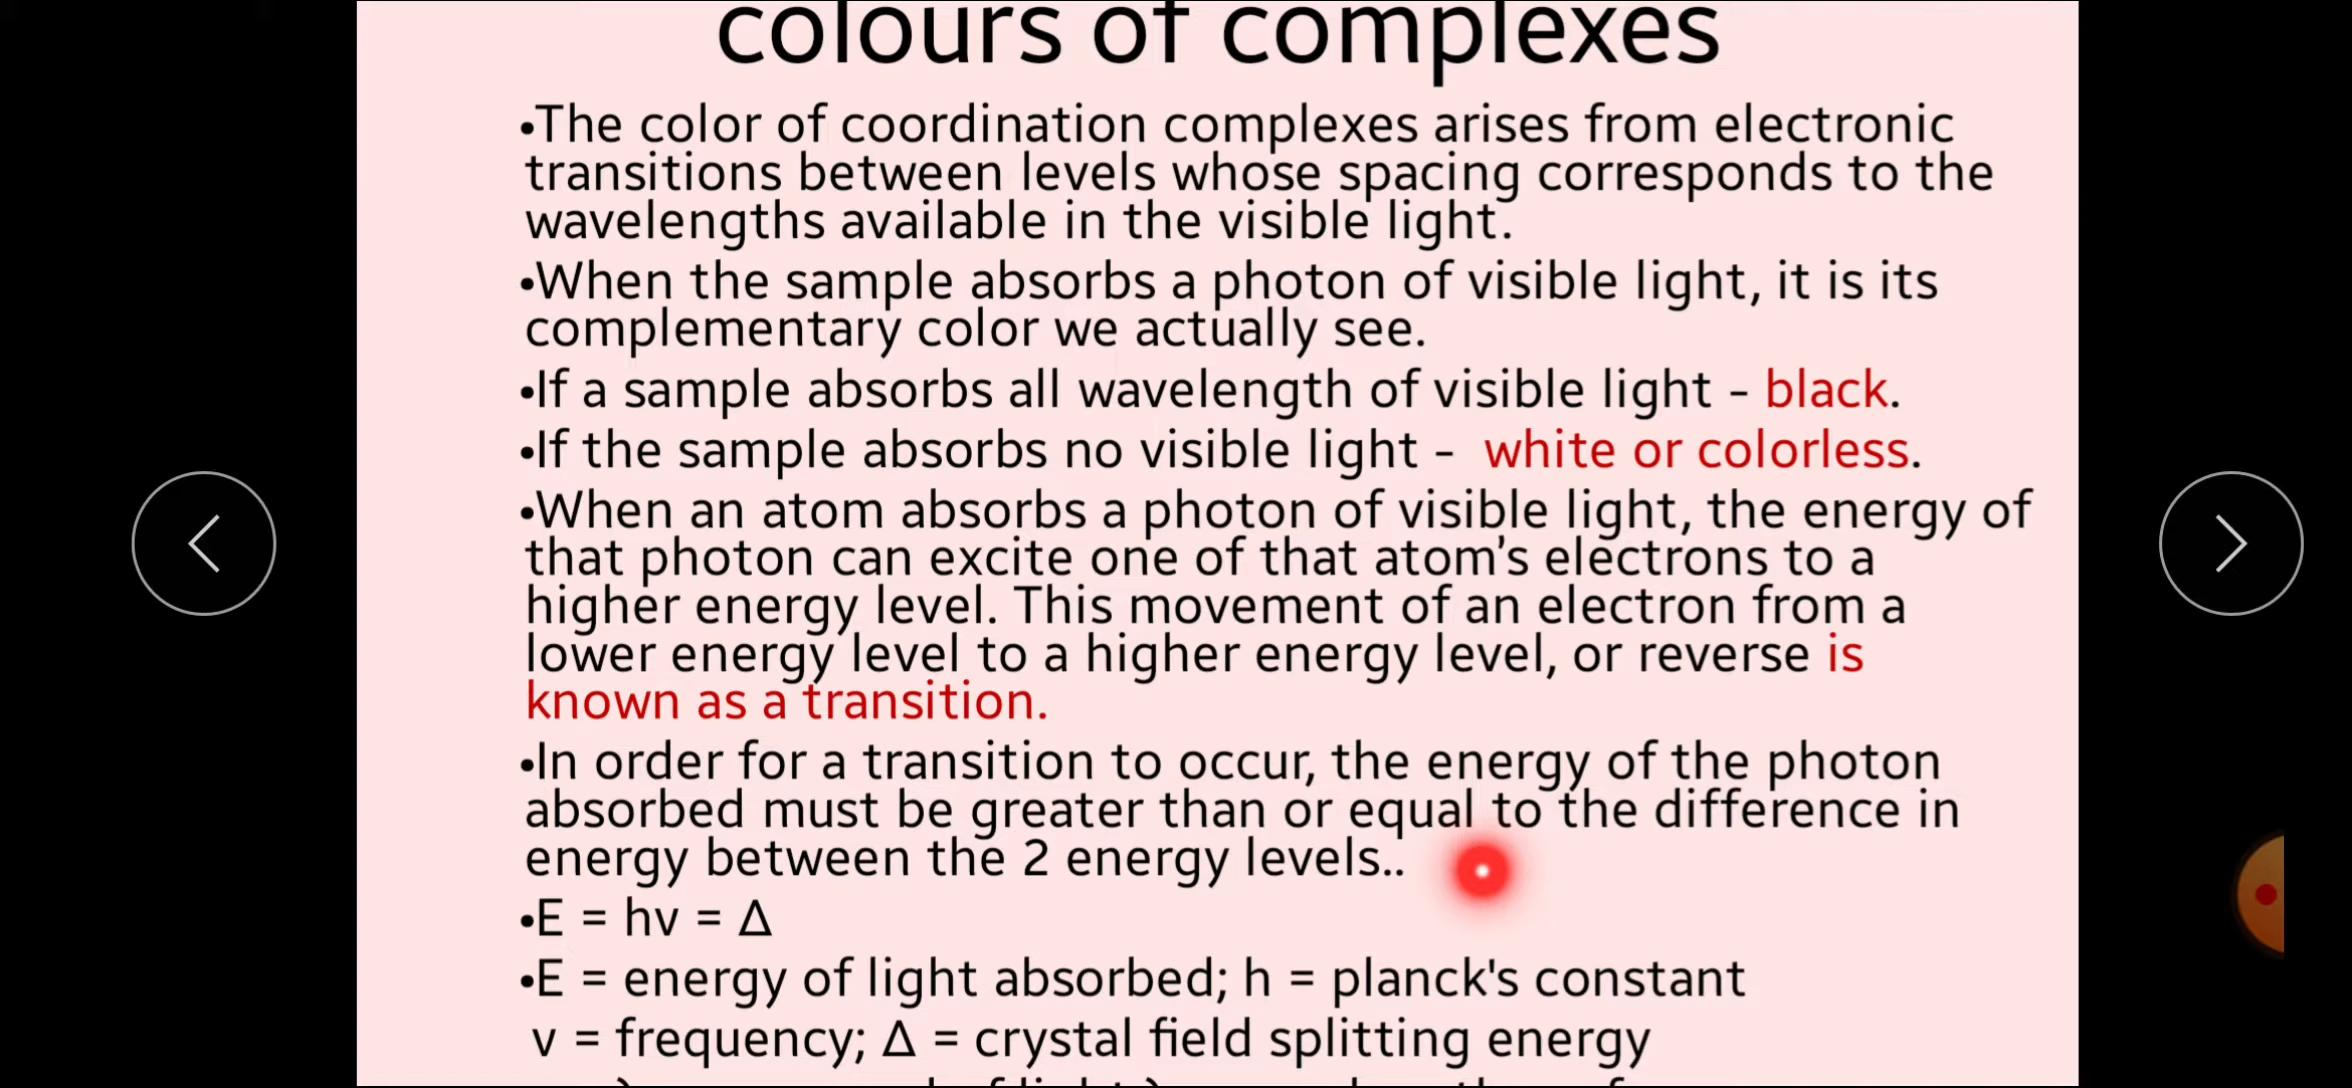 colours of complexes
•The color of coordination complexes arises from electronic
transitions between levels whose spacing corresponds to the
wavelengths available in the visible light.
•When the sample absorbs a photon of visible light, it is its
complementary color we actually see.
•If a sample absorbs all wavelength of visible light – black.
•If the sample absorbs no visible light – white or colorless.
•When an atom absorbs a photon of visible light, the energy of
that photon can excite one of that atom's electrons to a
higher energy level. This movement of an electron from a
lower energy level to a higher energy level, or reverse is
known as a transition.
•In order for a transition to occur, the energy of the photon
absorbed must be greater than or equal to the difference in
energy between the 2 energy levels..
•E = hν = Δ
•E = energy of light absorbed; h = planck's constant
ν = frequency; Δ = crystal field splitting energy